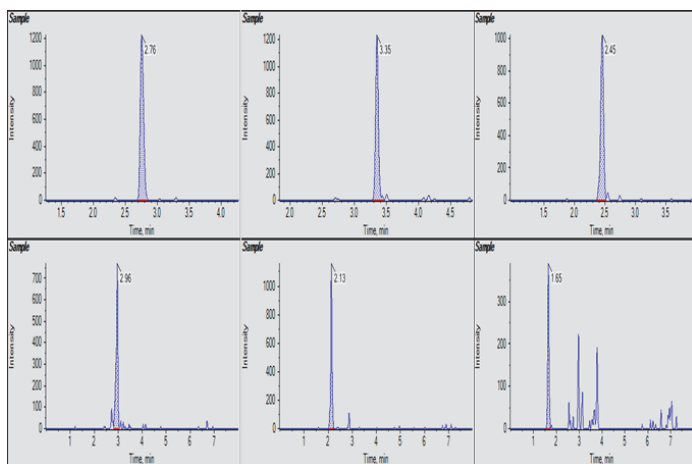 Sample
Intensity
1200
1000
800
600
400
200
0
2.76
1.5 2.0 2.5 3.0 3.5 4.0
Time, min
Sample
Intensity
1200
1000
800
600
400
200
0
3.35
2.0 2.5 3.0 3.5 4.0 4.5
Time, min
Sample
Intensity
1000
800
600
400
200
0
2.45
1.5 2.0 2.5 3.0 3.5
Time, min
Sample
Intensity
700
600
500
400
300
200
100
0
2.96
1 2 3 4 5 6 7
Time, min
Sample
Intensity
1000
800
600
400
200
0
2.13
1 2 3 4 5 6 7
Time, min
Sample
Intensity
300
200
100
0
1.65
1 2 3 4 5 6 7
Time, min